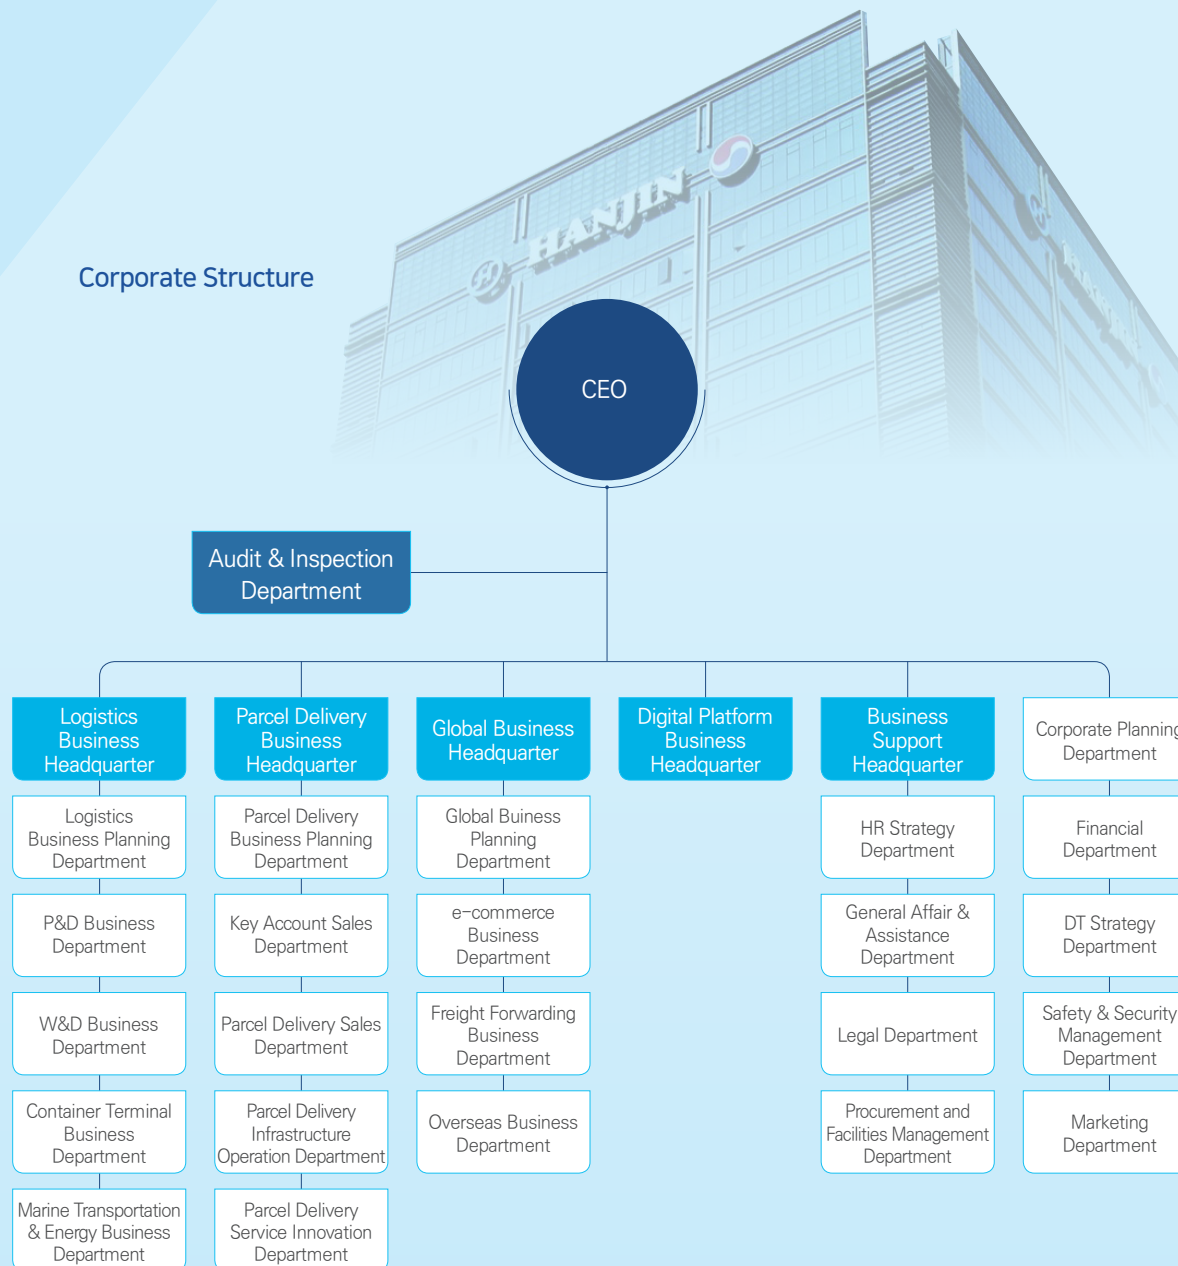 HANJIN
HANJIN
Corporate Structure
CEO
Audit & Inspection
Department
Logistics
Business
Headquarter
Parcel Delivery
Business
Headquarter
Global Business
Headquarter
Digital Platform
Business
Headquarter
Business
Support
Headquarter
Corporate Planning
Department
Logistics
Business Planning
Department
Parcel Delivery
Business Planning
Department
Global Buiness
Planning
Department
HR Strategy
Department
Financial
Department
P&D Business
Department
Key Account Sales
Department
e-commerce
Business
Department
General Affair &
Assistance
Department
DT Strategy
Department
W&D Business
Department
Parcel Delivery Sales
Department
Freight Forwarding
Business
Department
Legal Department
Safety & Security
Management
Department
Container Terminal
Business
Department
Parcel Delivery
Infrastructure
Operation Department
Overseas Business
Department
Procurement and
Facilities Management
Department
Marketing
Department
Marine Transportation
& Energy Business
Department
Parcel Delivery
Service Innovation
Department